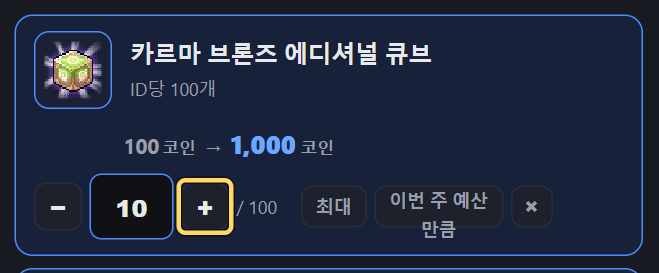 카르마 브론즈 에디셔널 큐브
ID당 100개
100 코인 → 1,000 코인
− 10 + / 100 최대 이번 주 예산 ×
만큼